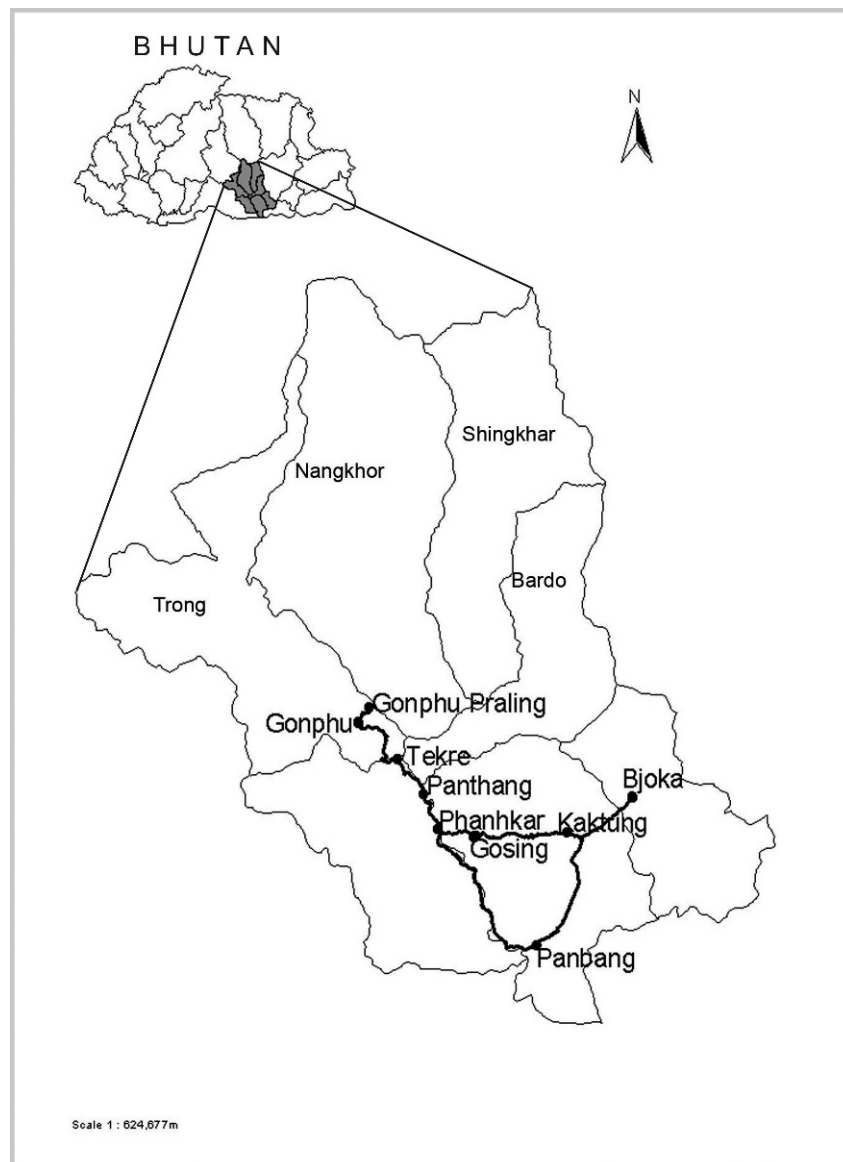 BHUTAN
N
Shingkhar
Nangkhor
Bardo
Trong
Gonphu Praling
Gonphu
Tekre
Bjoka
Panthang
Phanhkar
Kaktung
Gosing
Panbang
Scale 1 : 624,677m